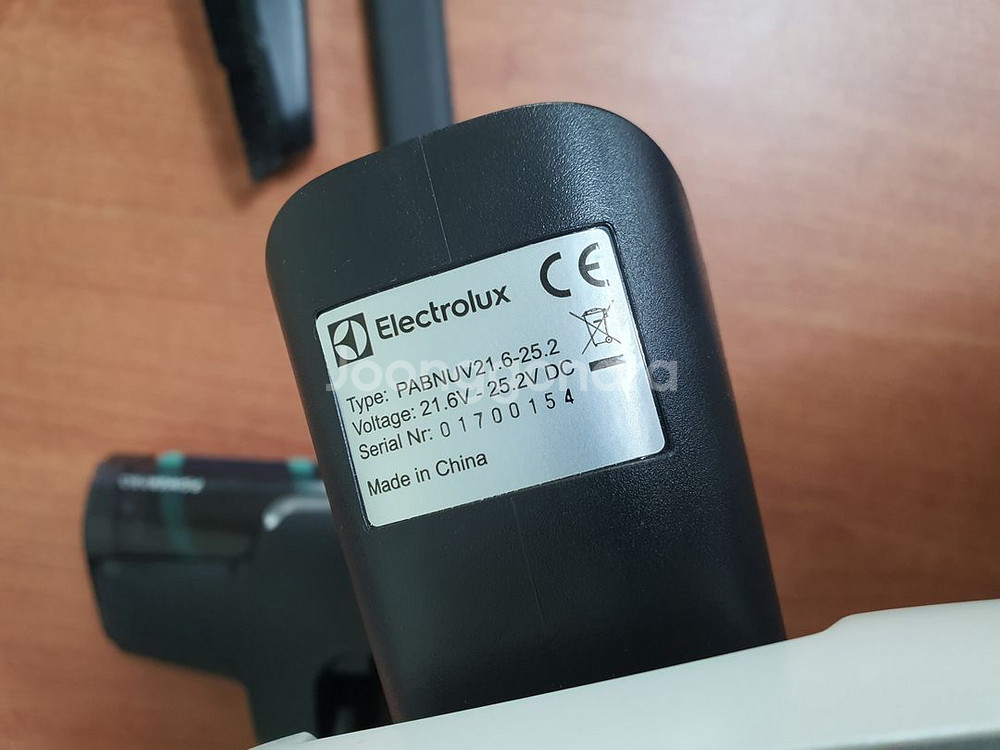 Electrolux
CE
Type: PABNUV21.6-25.2
Voltage: 21.6V - 25.2V DC
Serial Nr: 01700154
Made in China
Joonggonara